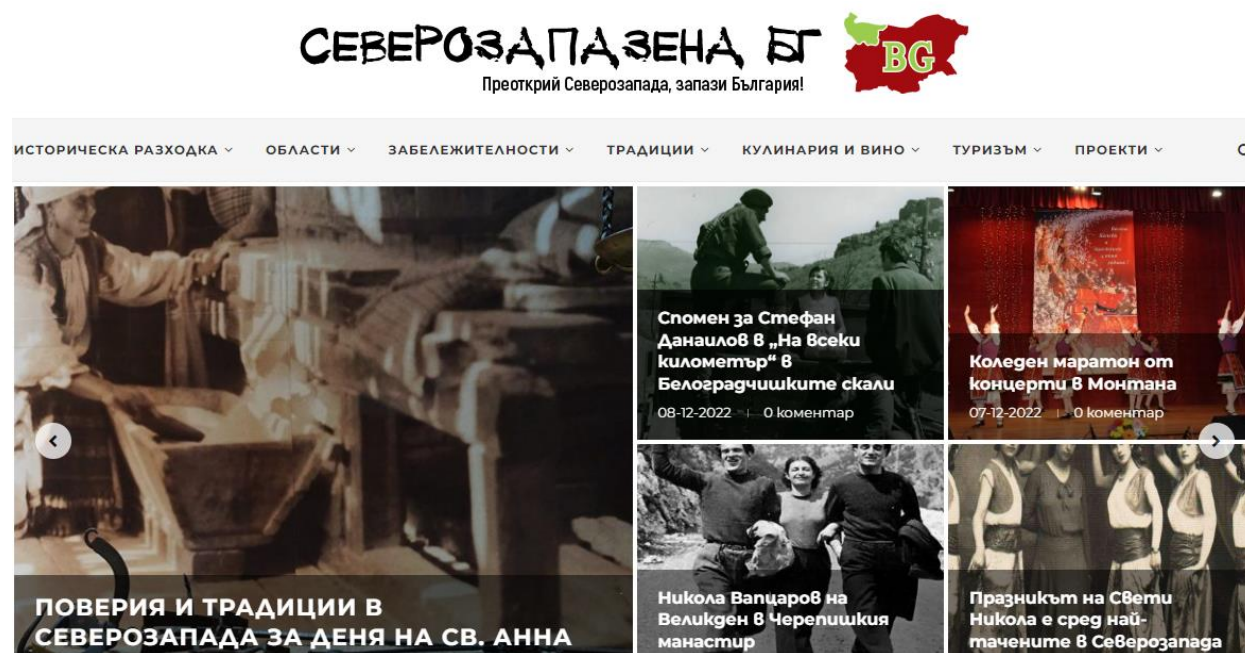 СЕВЕРОЗАПАЗЕНА БГ
BG
Преоткрий Северозапада, запази България!
ИСТОРИЧЕСКА РАЗХОДКА ОБЛАСТИ ЗАБЕЛЕЖИТЕЛНОСТИ ТРАДИЦИИ КУЛИНАРИЯ И ВИНО ТУРИЗЪМ ПРОЕКТИ
Спомен за Стефан
Данаилов в „На всеки
километър“ в
Белоградчишките скали
08-12-2022 | 0 коментар
Коледен маратон от
концерти в Монтана
07-12-2022 | 0 коментар
ПОВЕРИЯ И ТРАДИЦИИ В
СЕВЕРОЗАПАДА ЗА ДЕНЯ НА СВ. АННА
Никола Вапцаров на
Великден в Черепишкия
манастир
Празникът на Свети
Никола е сред най-
тачените в Северозапада